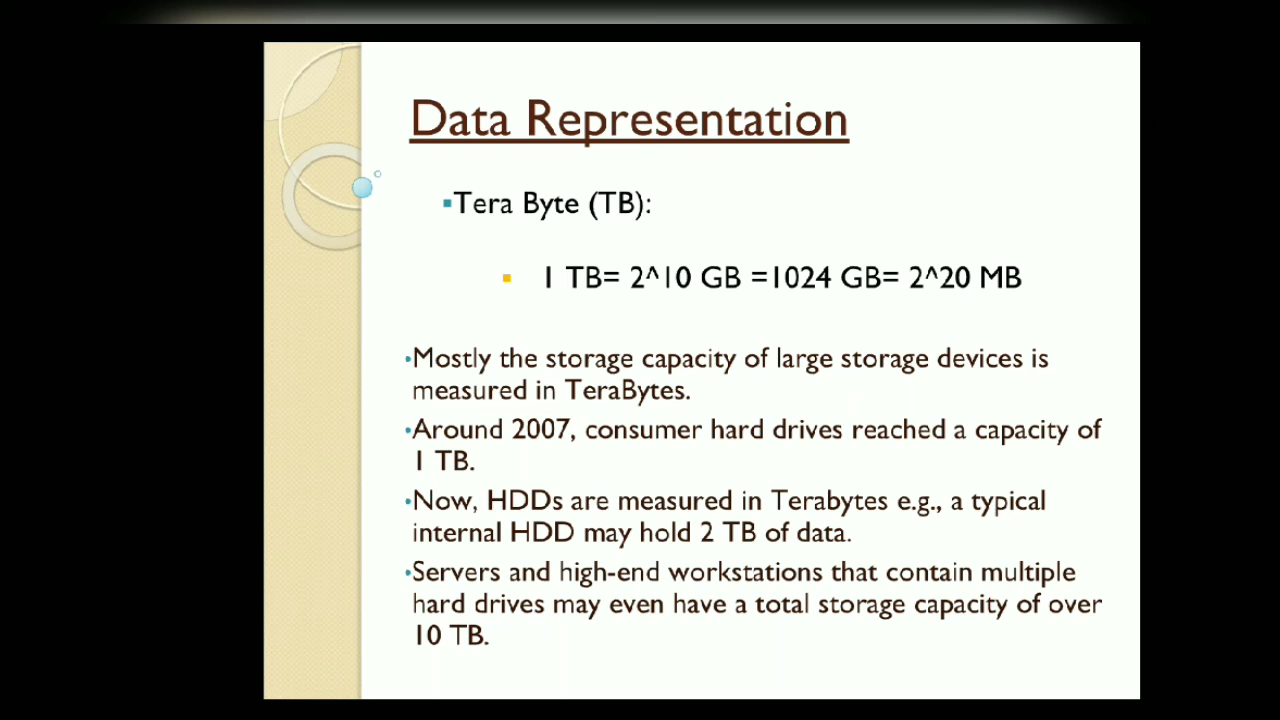 Data Representation
▪Tera Byte (TB):
▪ 1 TB= 2^10 GB =1024 GB= 2^20 MB
•Mostly the storage capacity of large storage devices is
measured in TeraBytes.
•Around 2007, consumer hard drives reached a capacity of
1 TB.
•Now, HDDs are measured in Terabytes e.g., a typical
internal HDD may hold 2 TB of data.
•Servers and high-end workstations that contain multiple
hard drives may even have a total storage capacity of over
10 TB.